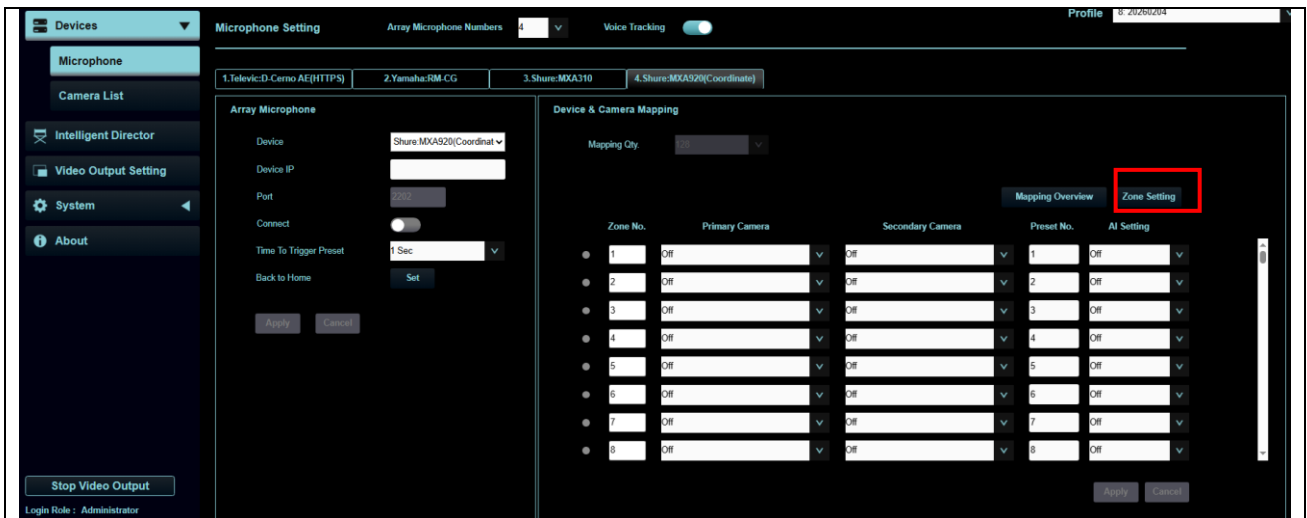 Profile 8: 20260204
Devices
Microphone Setting Array Microphone Numbers 4 Voice Tracking
Microphone
Camera List
Intelligent Director
Video Output Setting
System
About
Stop Video Output
Login Role : Administrator
1.Televic:D-Cerno AE(HTTPS) 2.Yamaha:RM-CG 3.Shure:MXA310 4.Shure:MXA920(Coordinate)
Array Microphone
Device Shure:MXA920(Coordinat
Device IP
Port 2202
Connect
Time To Trigger Preset 1 Sec
Back to Home Set
Apply Cancel
Device & Camera Mapping
Mapping Qty. 128
Mapping Overview Zone Setting
Zone No. Primary Camera Secondary Camera Preset No. AI Setting
1 Off Off 1 Off
2 Off Off 2 Off
3 Off Off 3 Off
4 Off Off 4 Off
5 Off Off 5 Off
6 Off Off 6 Off
7 Off Off 7 Off
8 Off Off 8 Off
Apply Cancel